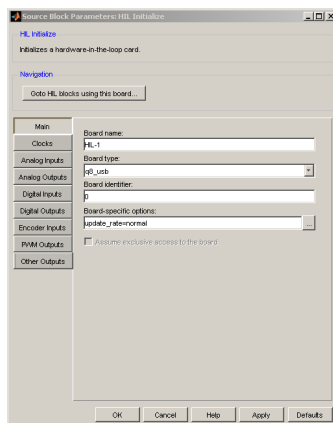 Source Block Parameters: HIL Initialize
HIL Initialize
Initializes a hardware-in-the-loop card.
Navigation
Goto HIL blocks using this board...
Main
Clocks
Analog Inputs
Analog Outputs
Digital Inputs
Digital Outputs
Encoder Inputs
PWM Outputs
Other Outputs
Board name:
HIL-1
Board type:
q8_usb
Board identifier:
0
Board-specific options:
update_rate=normal
...
Assume exclusive access to the board
OK Cancel Help Apply Defaults